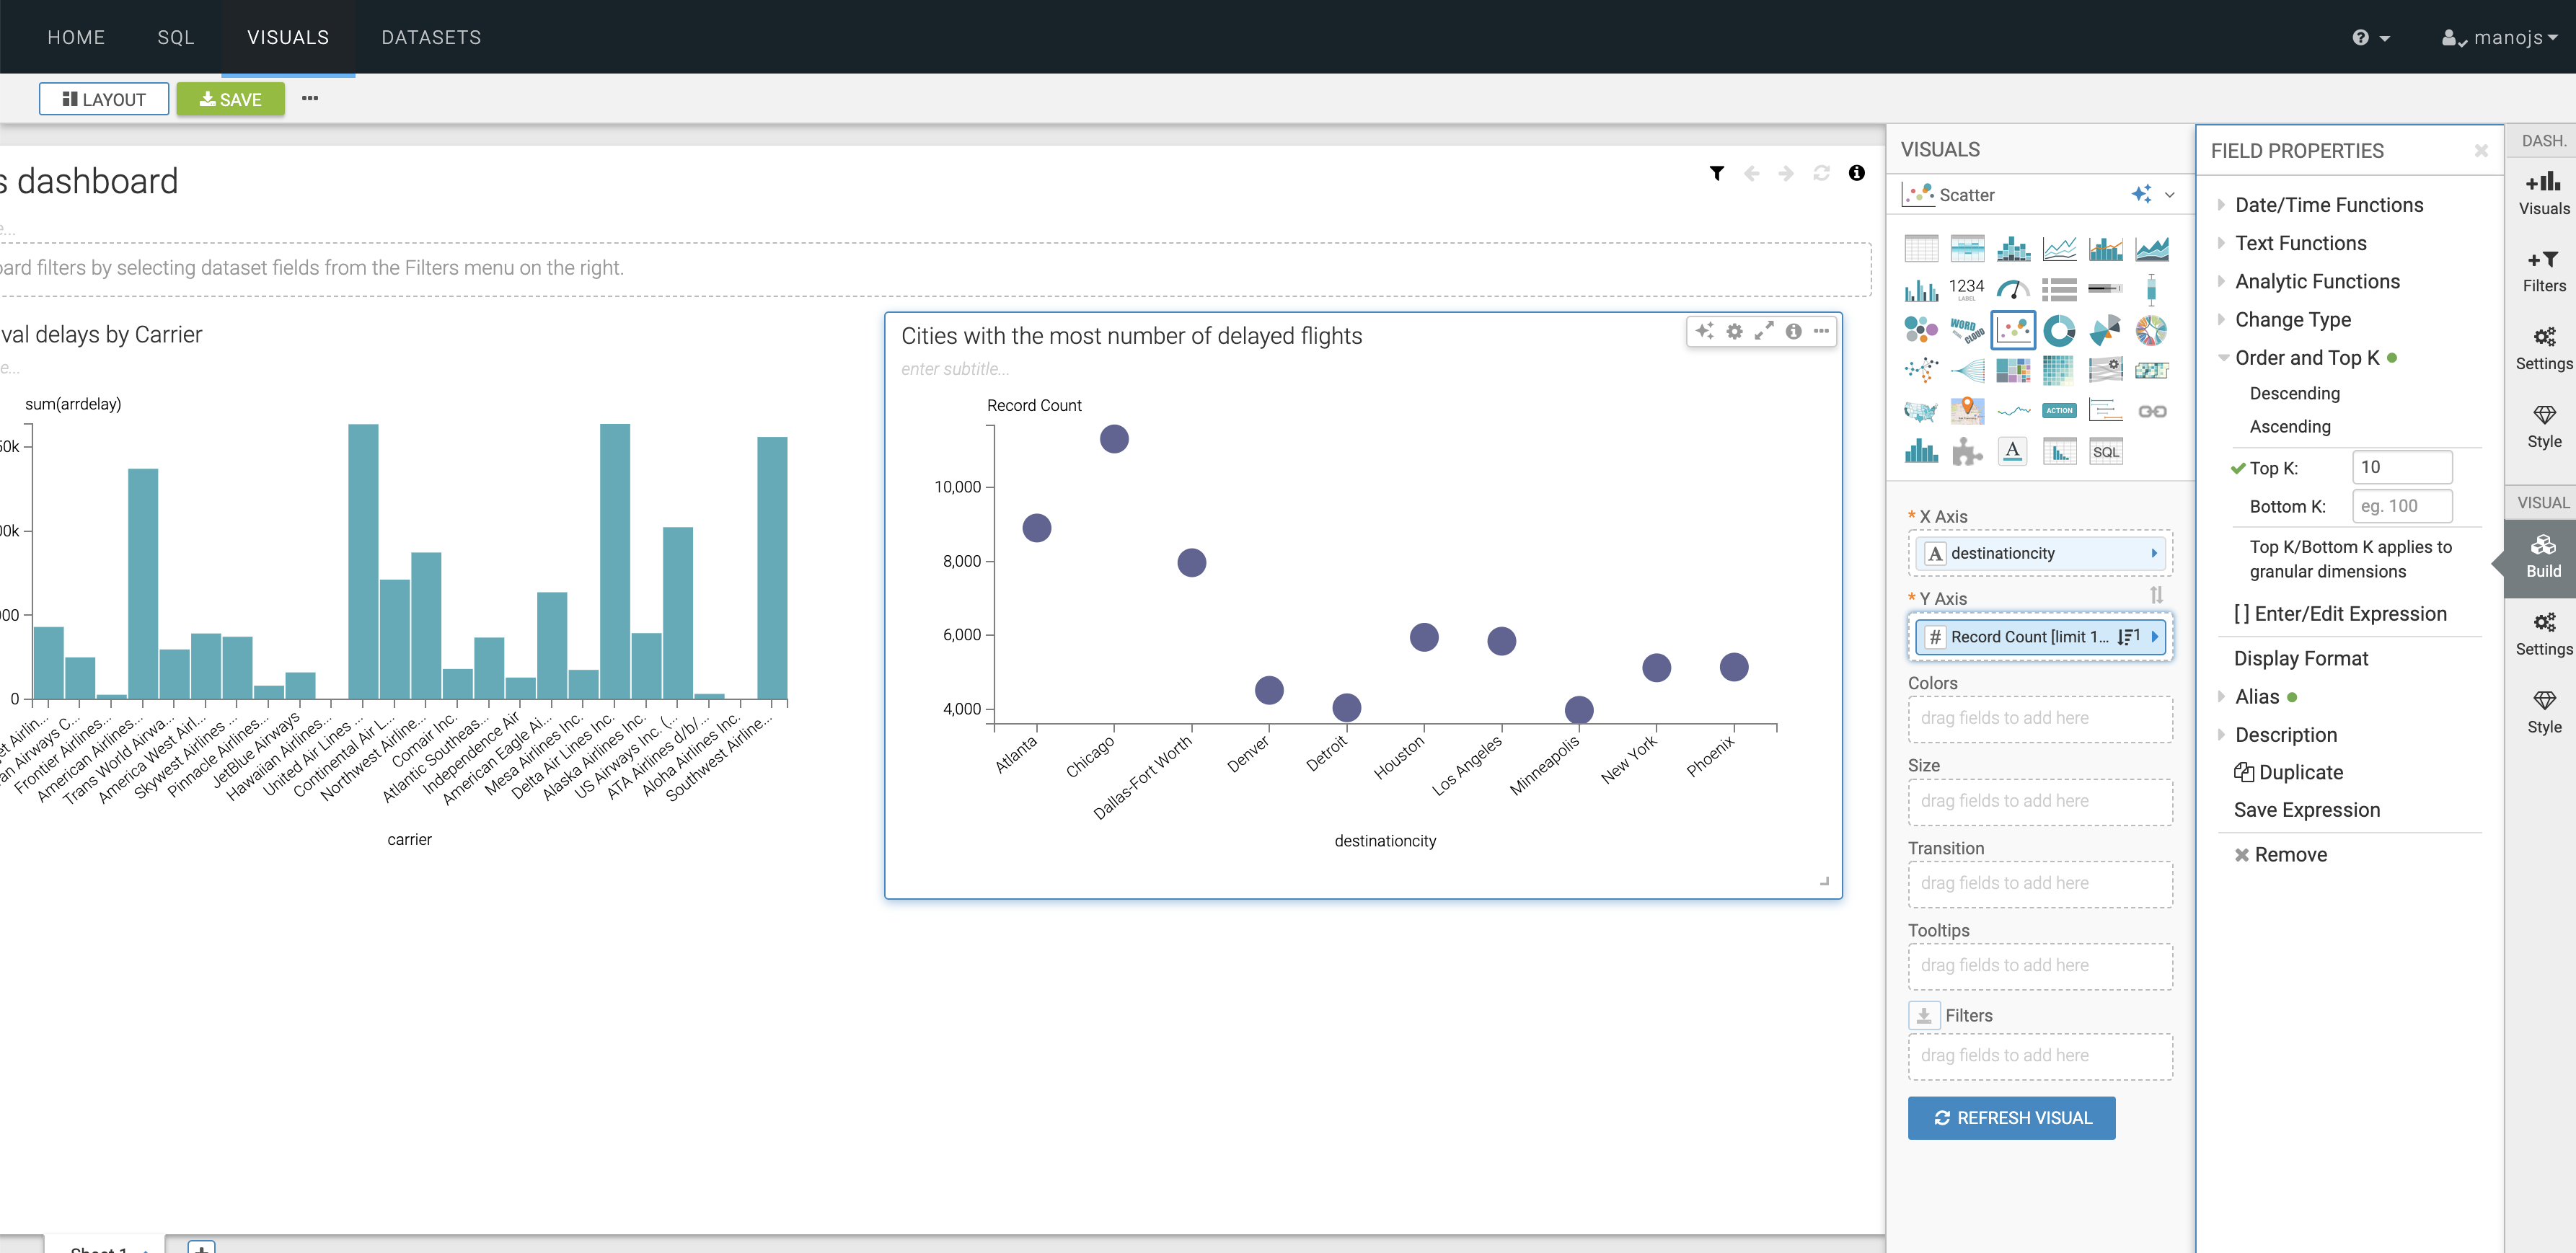 HOME SQL VISUALS DATASETS
manojs
LAYOUT SAVE
s dashboard
e...
ard filters by selecting dataset fields from the Filters menu on the right.
val delays by Carrier
e...
sum(arrdelay)
50k
00k
000
0
et Airlin...
an Airways C...
Frontier Airlines...
American Airlines...
Trans World Airwa...
America West Airl...
Skywest Airlines ...
Pinnacle Airlines...
JetBlue Airways
Hawaiian Airlines...
United Air Lines ...
Continental Air L...
Northwest Airline...
Comair Inc.
Atlantic Southeas...
Independence Air
American Eagle Ai...
Mesa Airlines Inc.
Delta Air Lines Inc.
Alaska Airlines Inc.
US Airways Inc. (...
ATA Airlines d/b/...
Aloha Airlines Inc.
Southwest Airline...
carrier
Cities with the most number of delayed flights
enter subtitle...
Record Count
10,000
8,000
6,000
4,000
Atlanta
Chicago
Dallas-Fort Worth
Denver
Detroit
Houston
Los Angeles
Minneapolis
New York
Phoenix
destinationcity
Sheet 1
VISUALS
Scatter
1234
LABEL
WORD
CLOUD
ACTION
A
SQL
* X Axis
A destinationcity
* Y Axis
# Record Count [limit 1... 1
Colors
drag fields to add here
Size
drag fields to add here
Transition
drag fields to add here
Tooltips
drag fields to add here
Filters
drag fields to add here
REFRESH VISUAL
FIELD PROPERTIES
Date/Time Functions
Text Functions
Analytic Functions
Change Type
Order and Top K
Descending
Ascending
Top K: 10
Bottom K: eg. 100
Top K/Bottom K applies to
granular dimensions
[ ] Enter/Edit Expression
Display Format
Alias
Description
Duplicate
Save Expression
Remove
DASH.
Visuals
Filters
Settings
Style
VISUAL
Build
Settings
Style